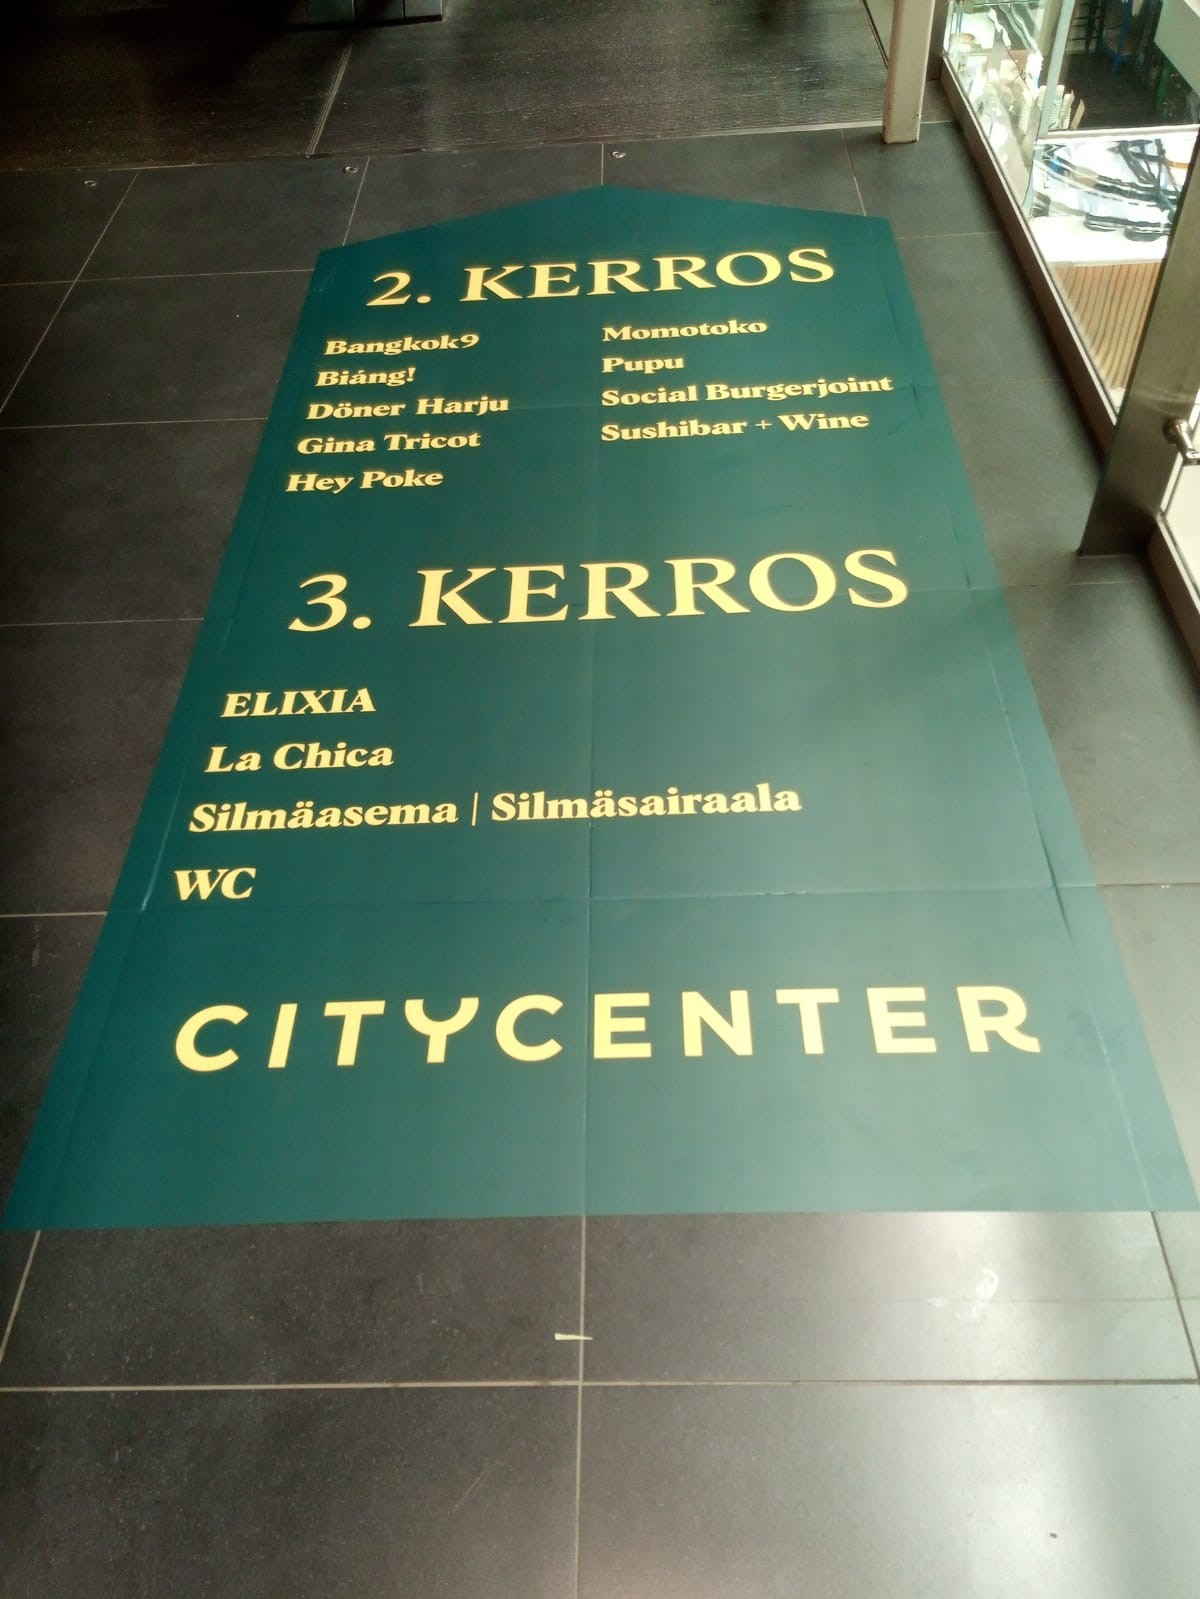 2. KERROS
Bangkok9
Biáng!
Döner Harju
Gina Tricot
Hey Poke
Momotoko
Pupu
Social Burgerjoint
Sushibar + Wine
3. KERROS
ELIXIA
La Chica
Silmäasema | Silmäsairaala
WC
CITYCENTER